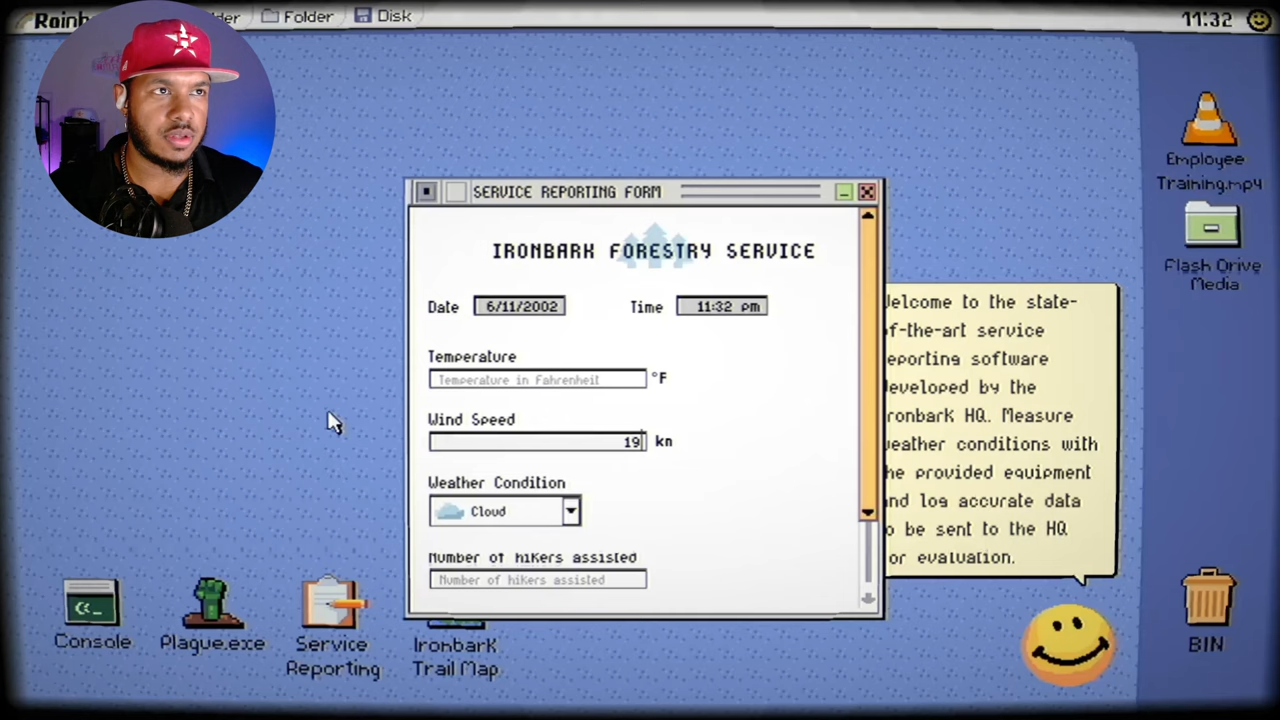 Folder
Disk
11:32
Employee
Training.mp4
Flash Drive
Media
SERVICE REPORTING FORM
IRONBARK FORESTRY SERVICE
Date 6/11/2002 Time 11:32 pm
Temperature
Temperature in Fahrenheit °F
Wind Speed
19 kn
Weather Condition
Cloud
Number of hikers assisted
Number of hikers assisted
elcome to the state-
of-the-art service
eporting software
developed by the
ronbark HQ. Measure
weather conditions with
he provided equipment
and log accurate data
o be sent to the HQ
or evaluation.
Console
Plague.exe
Service
Reporting
Ironbark
Trail Map
BIN